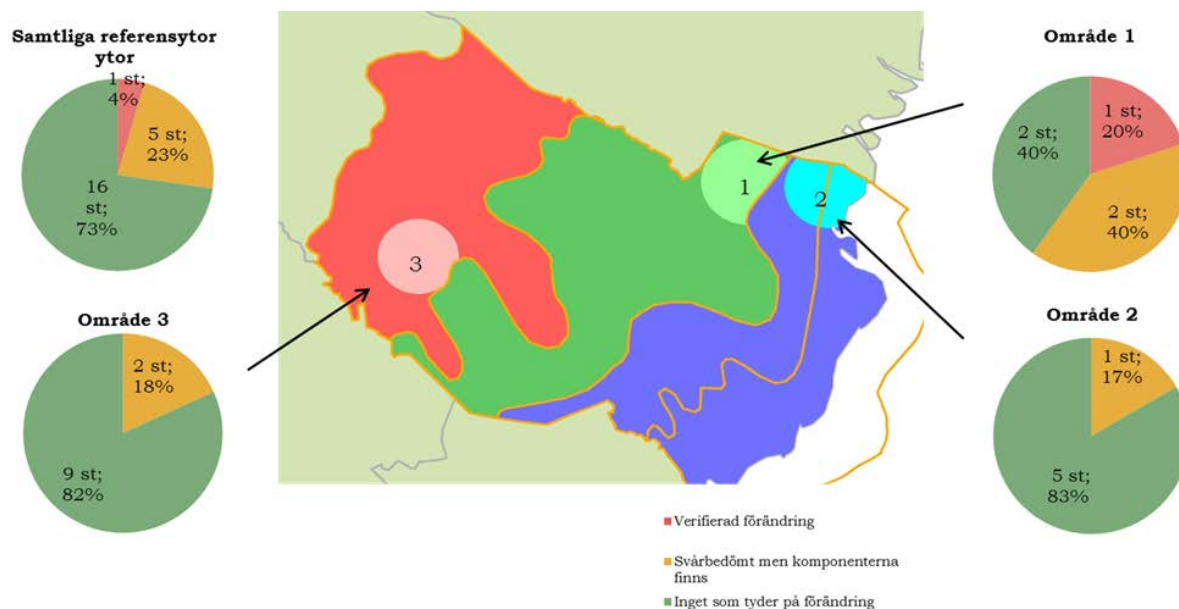 Samtliga referensytor
ytor
1 st;
4%
5 st;
23%
16
st;
73%
Område 3
2 st;
18%
9 st;
82%
1
2
3
Område 1
1 st;
20%
2 st;
40%
2 st;
40%
Område 2
1 st;
17%
5 st;
83%
Verifierad förändring
Svårbedömt men komponenterna
finns
Inget som tyder på förändring